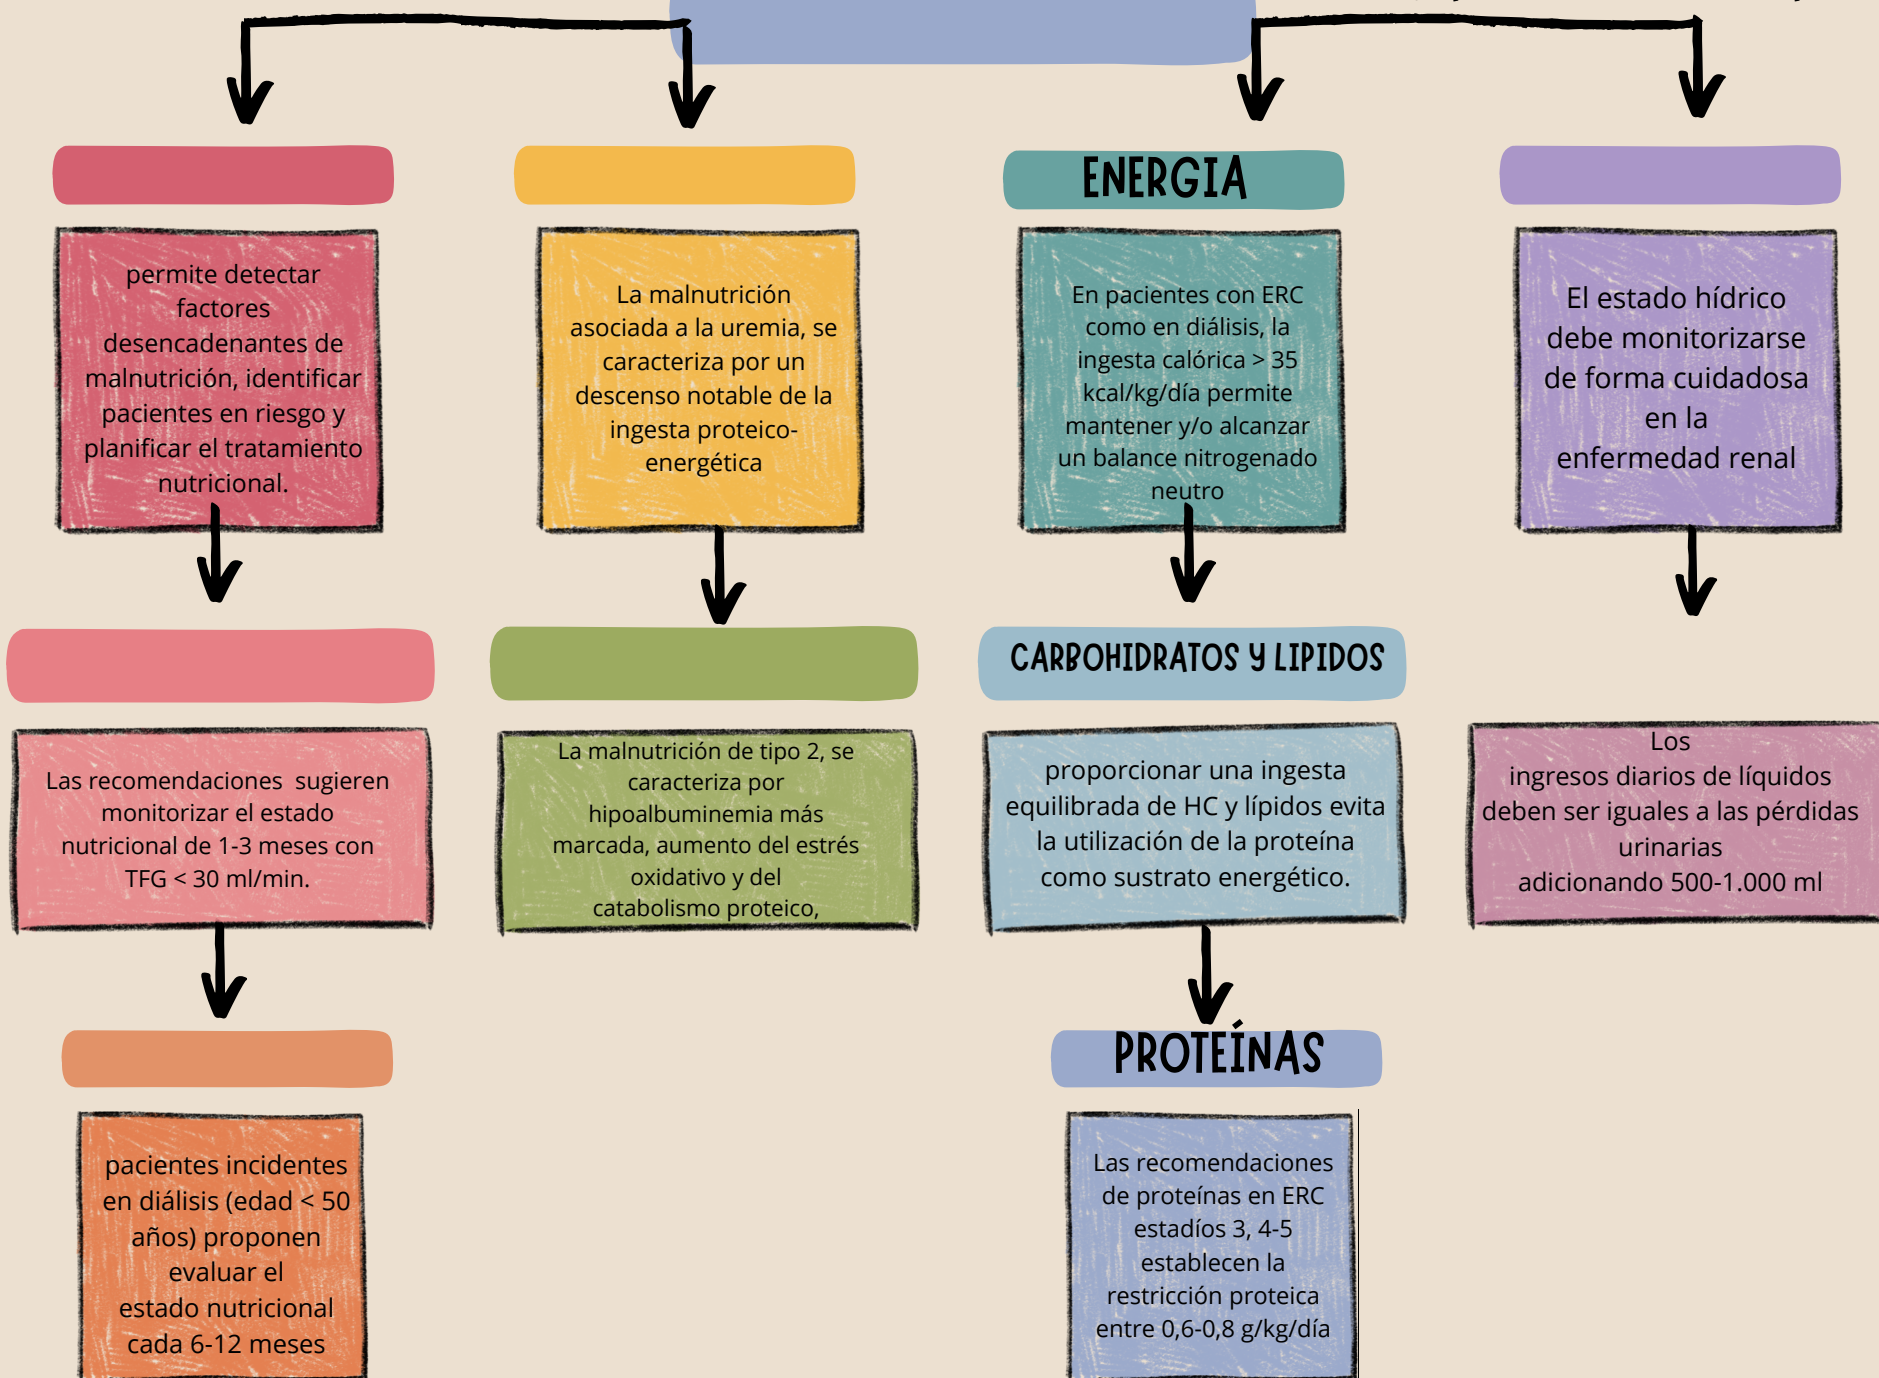 permite detectar
factores
desencadenantes de
malnutrición, identificar
pacientes en riesgo y
planificar el tratamiento
nutricional.
La malnutrición
asociada a la uremia, se
caracteriza por un
descenso notable de la
ingesta proteico-
energética
ENERGIA
En pacientes con ERC
como en diálisis, la
ingesta calórica > 35
kcal/kg/día permite
mantener y/o alcanzar
un balance nitrogenado
neutro
El estado hídrico
debe monitorizarse
de forma cuidadosa
en la
enfermedad renal
Las recomendaciones  sugieren
monitorizar el estado
nutricional de 1-3 meses con
TFG < 30 ml/min.
La malnutrición de tipo 2, se
caracteriza por
hipoalbuminemia más
marcada, aumento del estrés
oxidativo y del
catabolismo proteico,
CARBOHIDRATOS Y LIPIDOS
proporcionar una ingesta
equilibrada de HC y lípidos evita
la utilización de la proteína
como sustrato energético.
Los
ingresos diarios de líquidos
deben ser iguales a las pérdidas
urinarias
adicionando 500-1.000 ml
pacientes incidentes
en diálisis (edad < 50
años) proponen
evaluar el
estado nutricional
cada 6-12 meses
PROTEÍNAS
Las recomendaciones
de proteínas en ERC
estadíos 3, 4-5
establecen la
restricción proteica
entre 0,6-0,8 g/kg/día